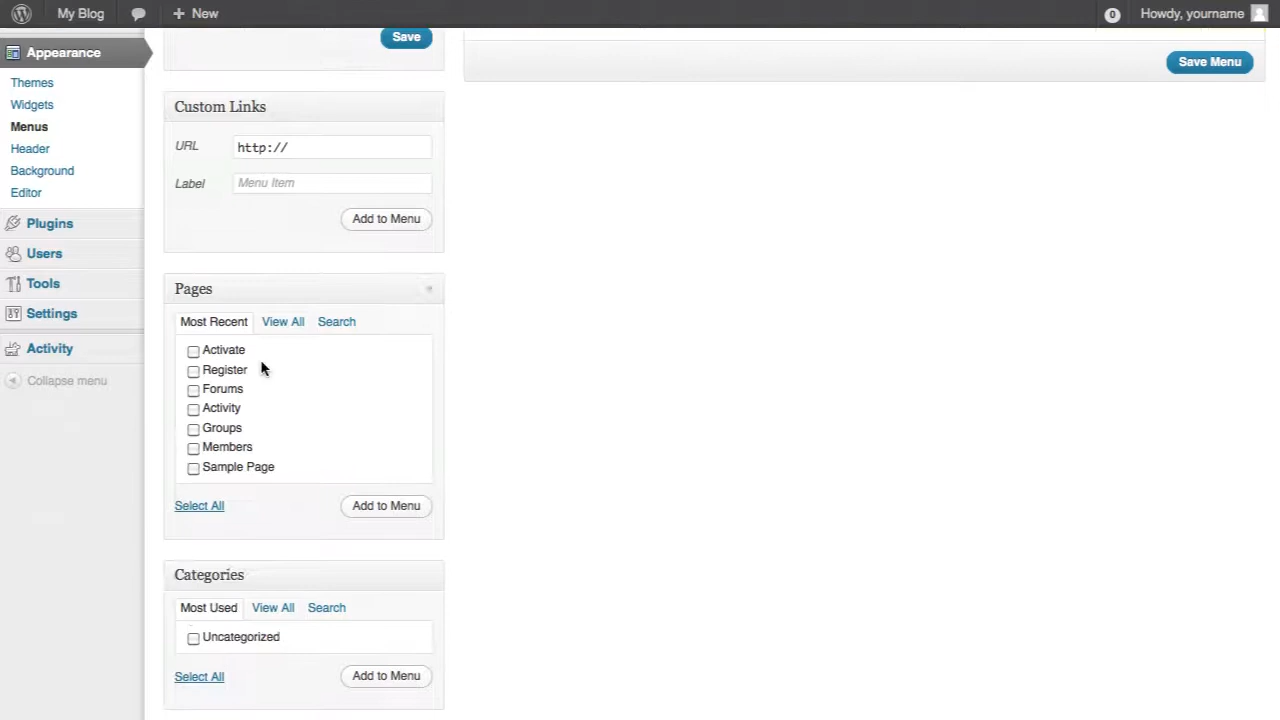 My Blog
New
0
Howdy, yourname
Appearance
Themes
Widgets
Menus
Header
Background
Editor
Plugins
Users
Tools
Settings
Activity
Collapse menu
Save
Save Menu
Custom Links
URL
http://
Label
Menu Item
Add to Menu
Pages
Most Recent View All Search
Activate
Register
Forums
Activity
Groups
Members
Sample Page
Select All
Add to Menu
Categories
Most Used View All Search
Uncategorized
Select All
Add to Menu